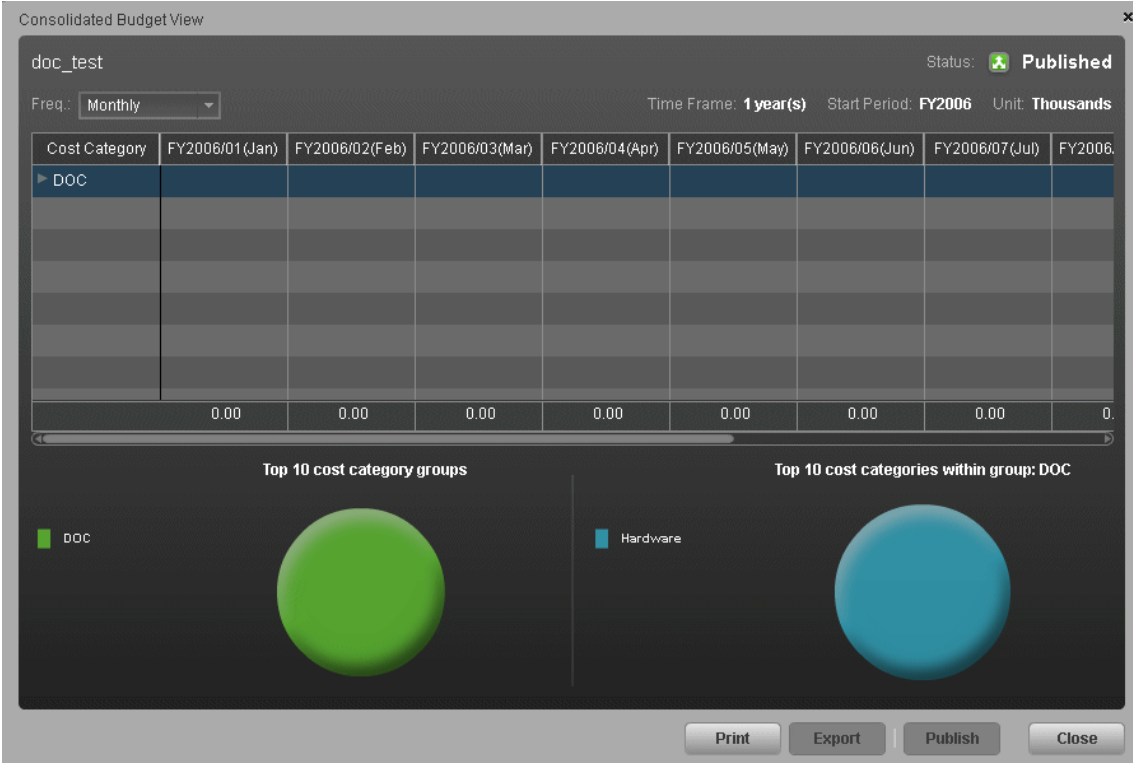 Consolidated Budget View x
doc_test Status: Published
Freq.: Monthly Time Frame: 1 year(s) Start Period: FY2006 Unit: Thousands
Cost Category FY2006/01(Jan) FY2006/02(Feb) FY2006/03(Mar) FY2006/04(Apr) FY2006/05(May) FY2006/06(Jun) FY2006/07(Jul) FY2006.
DOC
0.00 0.00 0.00 0.00 0.00 0.00 0.00 0.
Top 10 cost category groups Top 10 cost categories within group: DOC
DOC Hardware
Print Export Publish Close